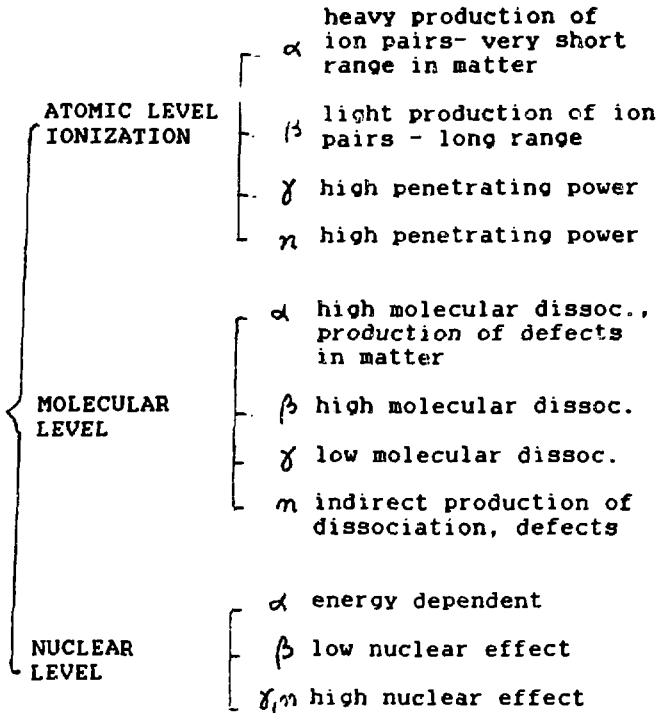 heavy production of
α ion pairs- very short
range in matter
ATOMIC LEVEL
IONIZATION
β light production of ion
pairs - long range
γ high penetrating power
n high penetrating power
α high molecular dissoc.,
production of defects
in matter
MOLECULAR
LEVEL
β high molecular dissoc.
γ low molecular dissoc.
n indirect production of
dissociation, defects
α energy dependent
NUCLEAR
LEVEL
β low nuclear effect
γ,n high nuclear effect